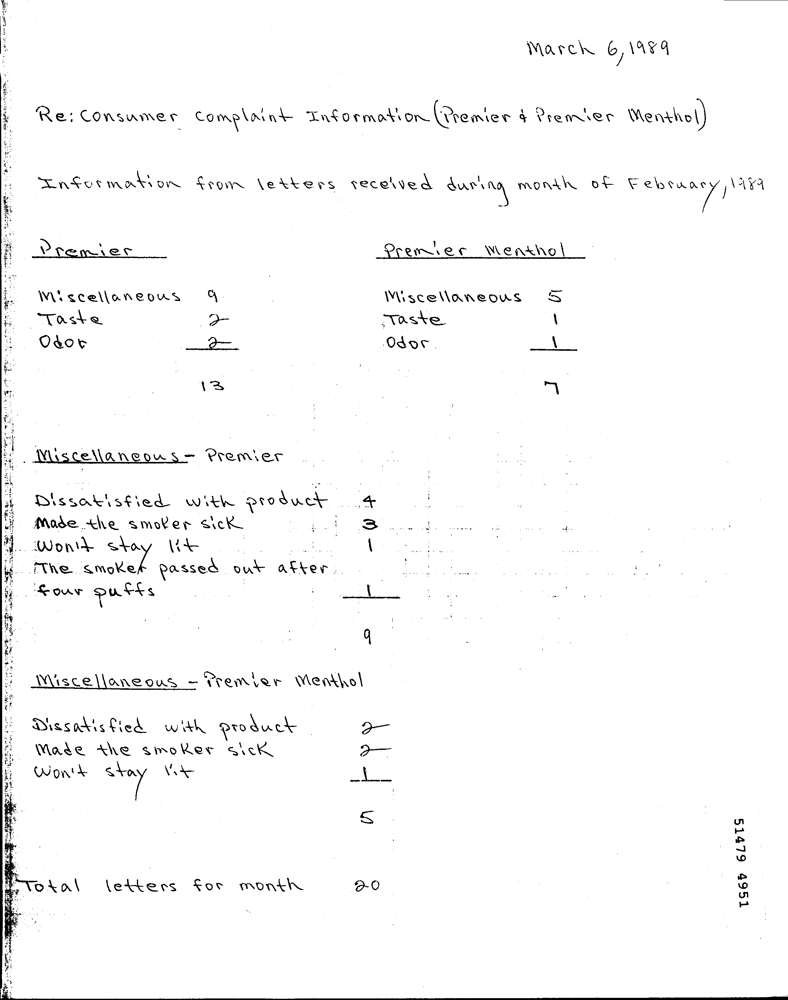 March 6, 1989
Re: Consumer Complaint Information (Premier & Premier Menthol)
Information from letters received during month of February, 1989
Premier
Premier Menthol
Miscellaneous 9
Miscellaneous 5
Taste 2
Taste 1
Odor 2
Odor 1
13
7
Miscellaneous - Premier
Dissatisfied with product 4
Made the smoker sick 3
Won't stay lit 1
The smoker passed out after
four puffs 1
9
Miscellaneous - Premier Menthol
Dissatisfied with product 2
Made the smoker sick 2
Won't stay lit 1
5
Total letters for month 20
51479 4951